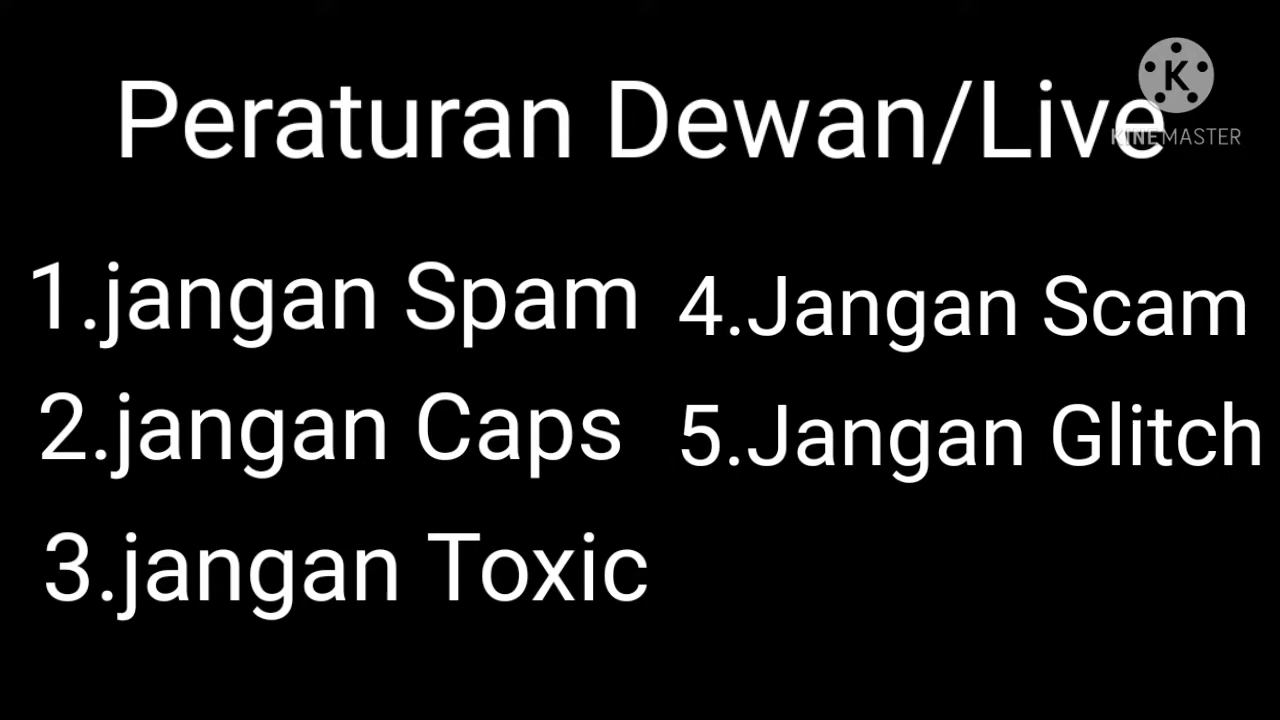 Peraturan Dewan/Live
K
KINEMASTER
1.jangan Spam
2.jangan Caps
3.jangan Toxic
4.Jangan Scam
5.Jangan Glitch